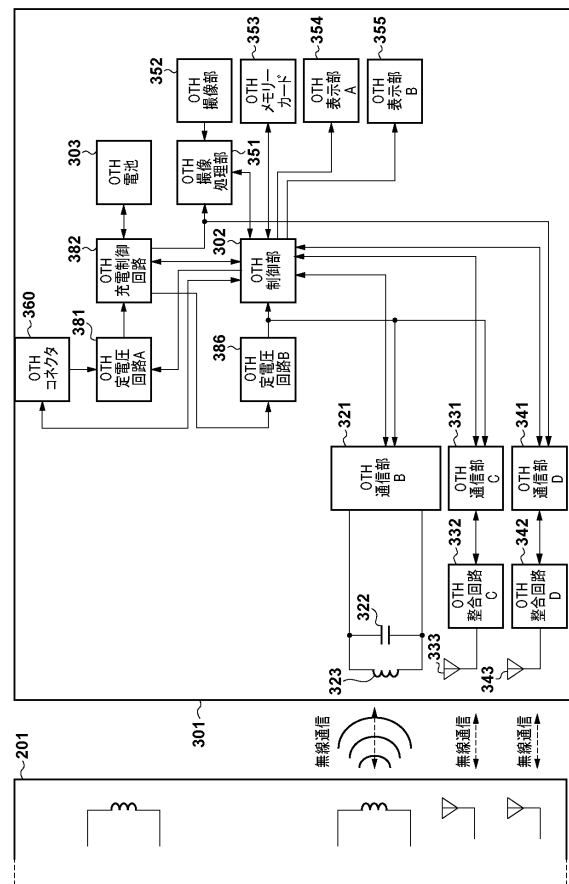 201
301
無線通信
無線通信
無線通信
323
322
333
343
332
OTH
整合回路
C
342
OTH
整合回路
D
321
OTH
通信部
B
331
OTH
通信部
C
341
OTH
通信部
D
360
OTH
コネクタ
381
OTH
定電圧
回路A
386
OTH
定電圧
回路B
382
OTH
充電制御
回路
302
OTH
制御部
303
OTH
電池
351
OTH
撮像
処理部
352
OTH
撮像部
353
OTH
メモリー
カード
354
OTH
表示部
A
355
OTH
表示部
B